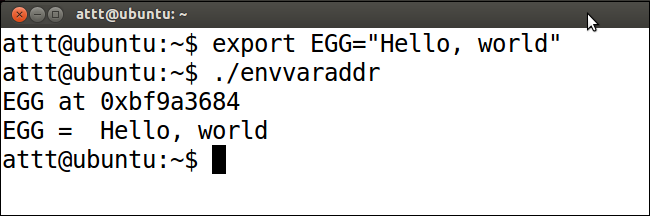 attt@ubuntu: ~
attt@ubuntu:~$ export EGG="Hello, world"
attt@ubuntu:~$ ./envvaraddr
EGG at 0xbf9a3684
EGG =  Hello, world
attt@ubuntu:~$